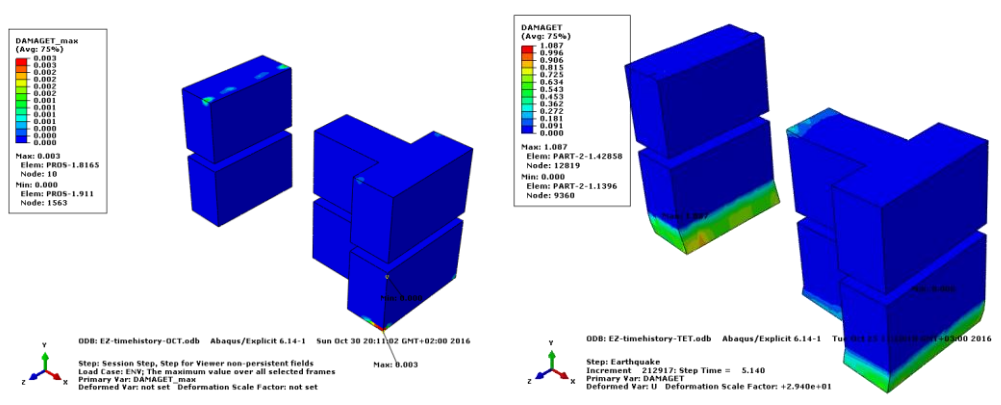 DAMAGET_max
(Avg: 75%)
0.003
0.003
0.002
0.002
0.002
0.002
0.001
0.001
0.001
0.001
0.000
0.000
0.000
Max: 0.003
Elem: PROS-1.8165
Node: 10
Min: 0.000
Elem: PROS-1.911
Node: 1563
Max: 0.003
ODB: EZ-timehistory-OCT.odb Abaqus/Explicit 6.14-1 Sun Oct 30 20:11:02 GMT+02:00 2016
Step: Session Step, Step for Viewer non-persistent fields
Load Case: ENV; The maximum value over all selected frames
Primary Var: DAMAGET_max
Deformed Var: not set Deformation Scale Factor: not set
Y
Z
X
DAMAGET
(Avg: 75%)
1.087
0.996
0.906
0.815
0.725
0.634
0.543
0.453
0.362
0.272
0.181
0.091
0.000
Max: 1.087
Elem: PART-2-1.42858
Node: 12819
Min: 0.000
Elem: PART-2-1.1396
Node: 9360
Max: 1.087
ODB: EZ-timehistory-TET.odb Abaqus/Explicit 6.14-1 2016
Step: Earthquake
Increment 212917: Step Time = 5.140
Primary Var: DAMAGET
Deformed Var: U Deformation Scale Factor: +2.940e+01
Y
Z
X